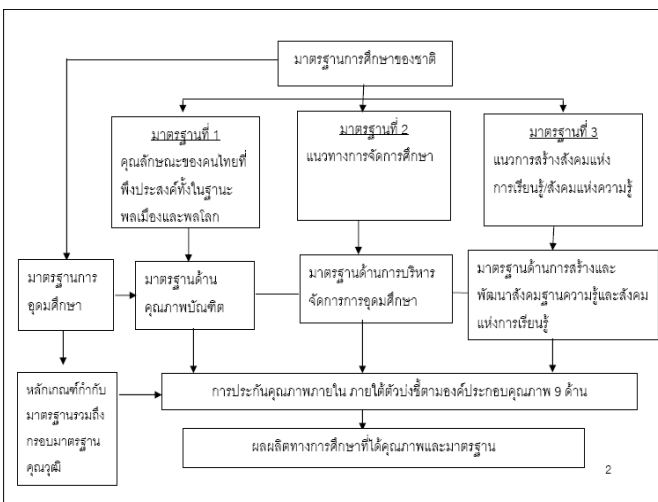 มาตรฐานการศึกษาของชาติ
มาตรฐานที่ 1
คุณลักษณะของคนไทยที่
พึงประสงค์ทั้งในฐานะ
พลเมืองและพลโลก
มาตรฐานที่ 2
แนวทางการจัดการศึกษา
มาตรฐานที่ 3
แนวการสร้างสังคมแห่ง
การเรียนรู้/สังคมแห่งความรู้
มาตรฐานการ
อุดมศึกษา
มาตรฐานด้าน
คุณภาพบัณฑิต
มาตรฐานด้านการบริหาร
จัดการการอุดมศึกษา
มาตรฐานด้านการสร้างและ
พัฒนาสังคมฐานความรู้และสังคม
แห่งการเรียนรู้
หลักเกณฑ์กำกับ
มาตรฐานรวมถึง
กรอบมาตรฐาน
คุณวุฒิ
การประกันคุณภาพภายใน ภายใต้ตัวบ่งชี้ตามองค์ประกอบคุณภาพ 9 ด้าน
ผลผลิตทางการศึกษาที่ได้คุณภาพและมาตรฐาน
2